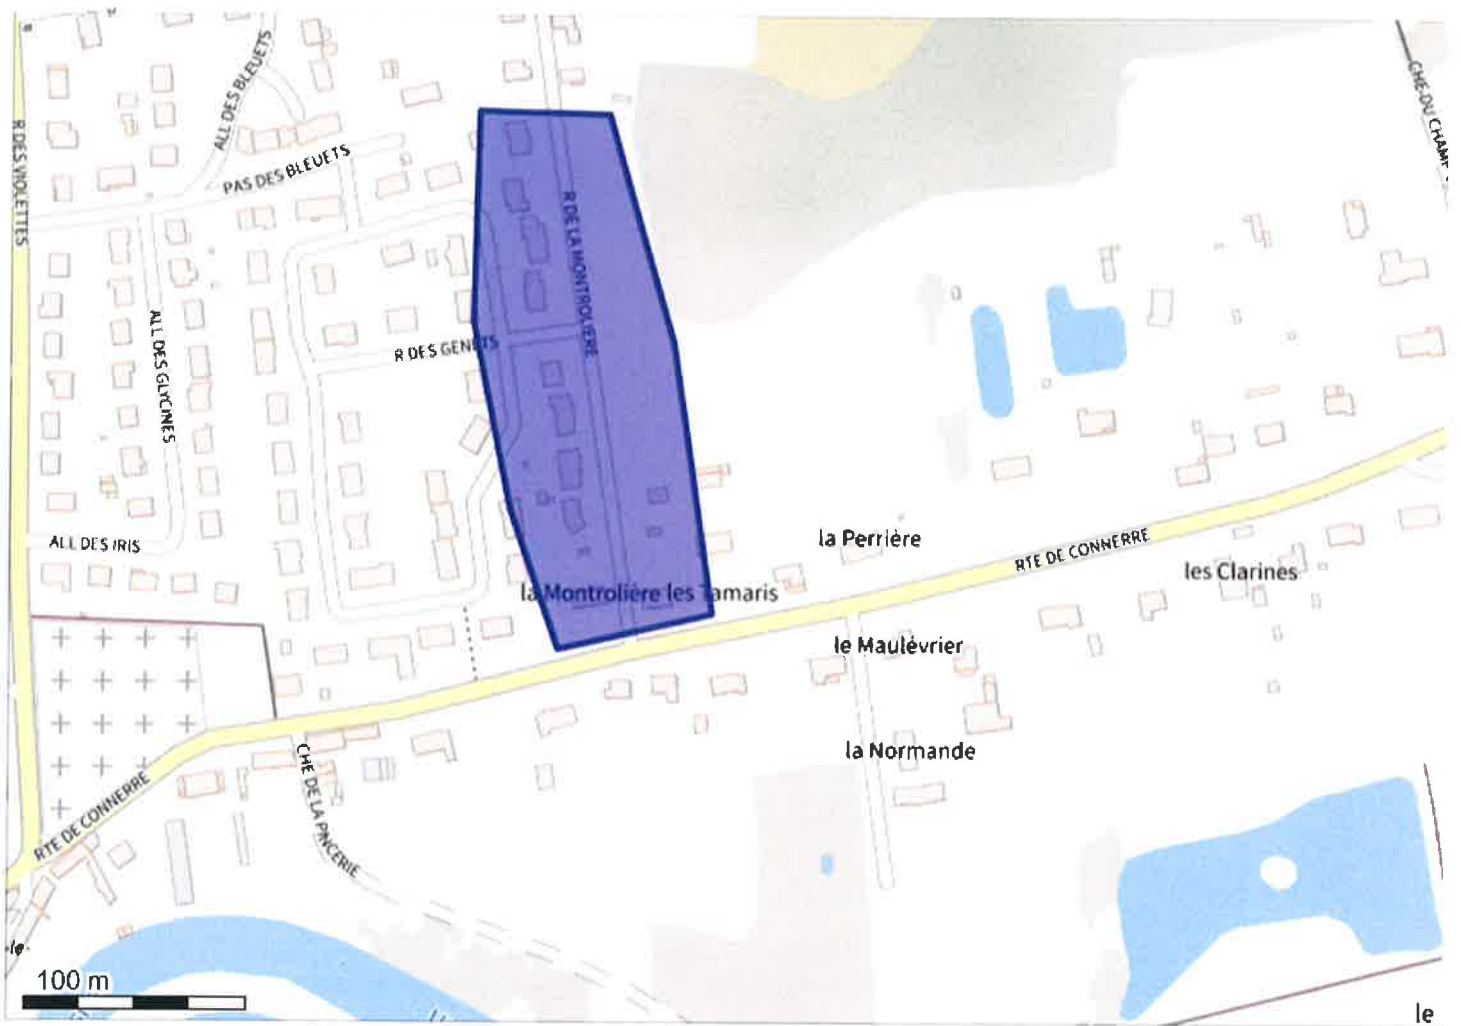 ALL DES BLEUETS
CHE DU CHAMP
R DES VIOLETTES
PAS DES BLEUETS
R DE LA MONTROLIERE
ALL DES GLYCINES
R DES GENETS
ALL DES IRIS
la Perrière
RTE DE CONNERRE
les Clarines
la Montrolière les Tamaris
le Maulévrier
la Normande
CHE DE LA PINCERIE
RTE DE CONNERRE
le
100 m
le